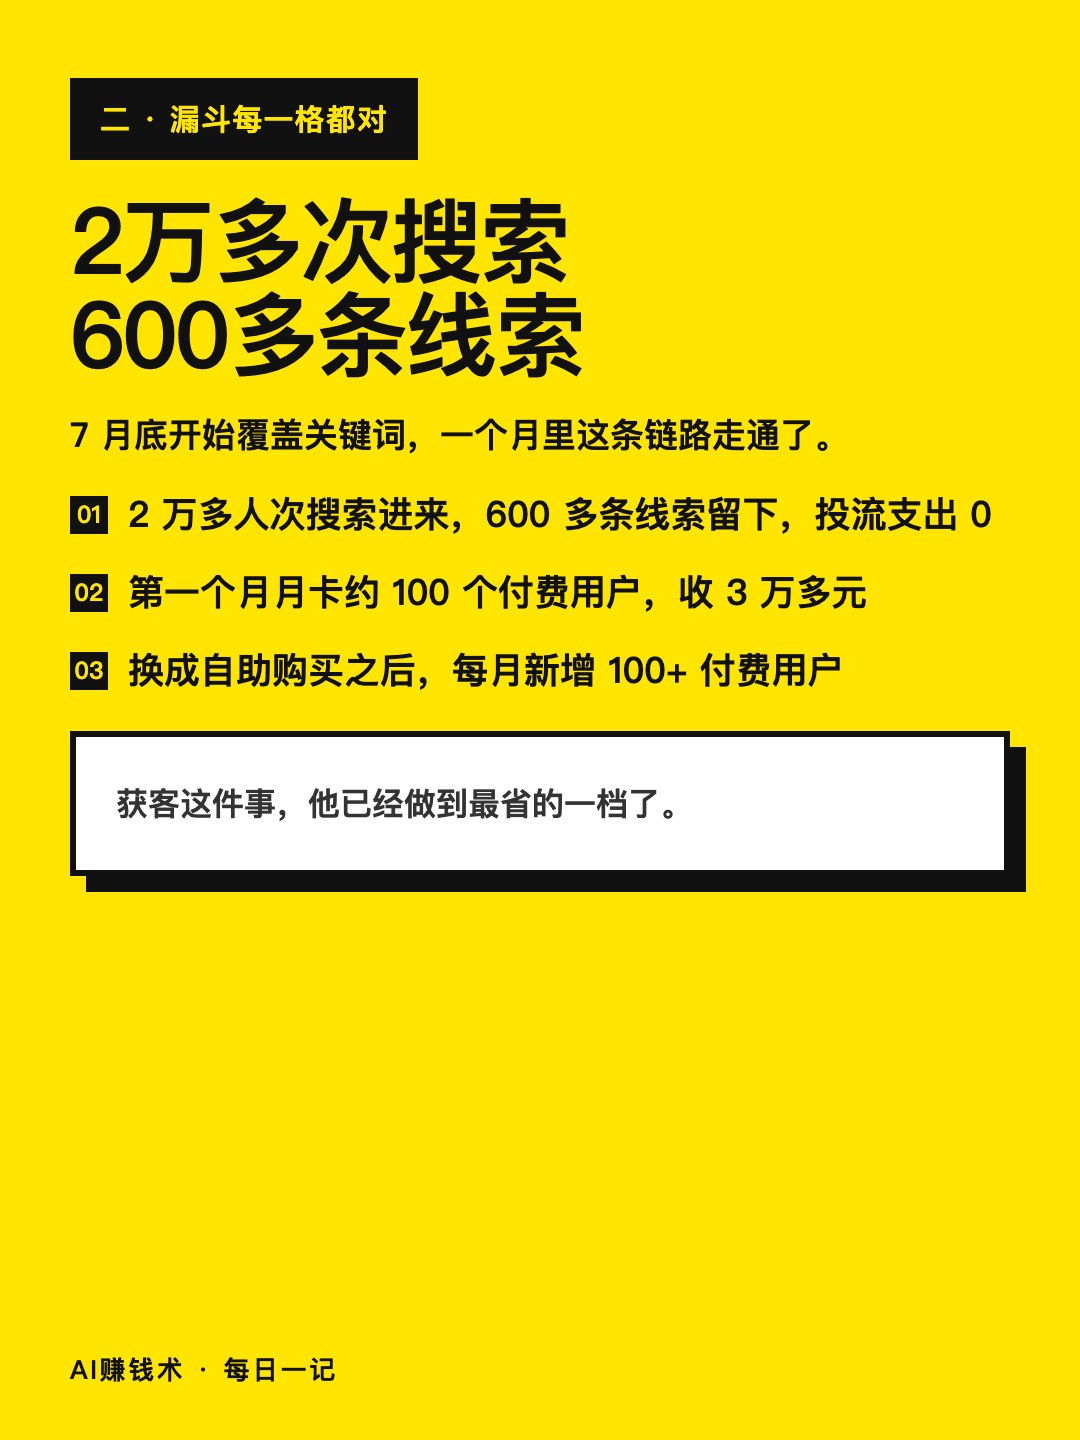 二 · 漏斗每一格都对
2万多次搜索
600多条线索
7 月底开始覆盖关键词，一个月里这条链路走通了。
01 2 万多人次搜索进来，600 多条线索留下，投流支出 0
02 第一个月月卡约 100 个付费用户，收 3 万多元
03 换成自助购买之后，每月新增 100+ 付费用户
获客这件事，他已经做到最省的一档了。
AI赚钱术 · 每日一记